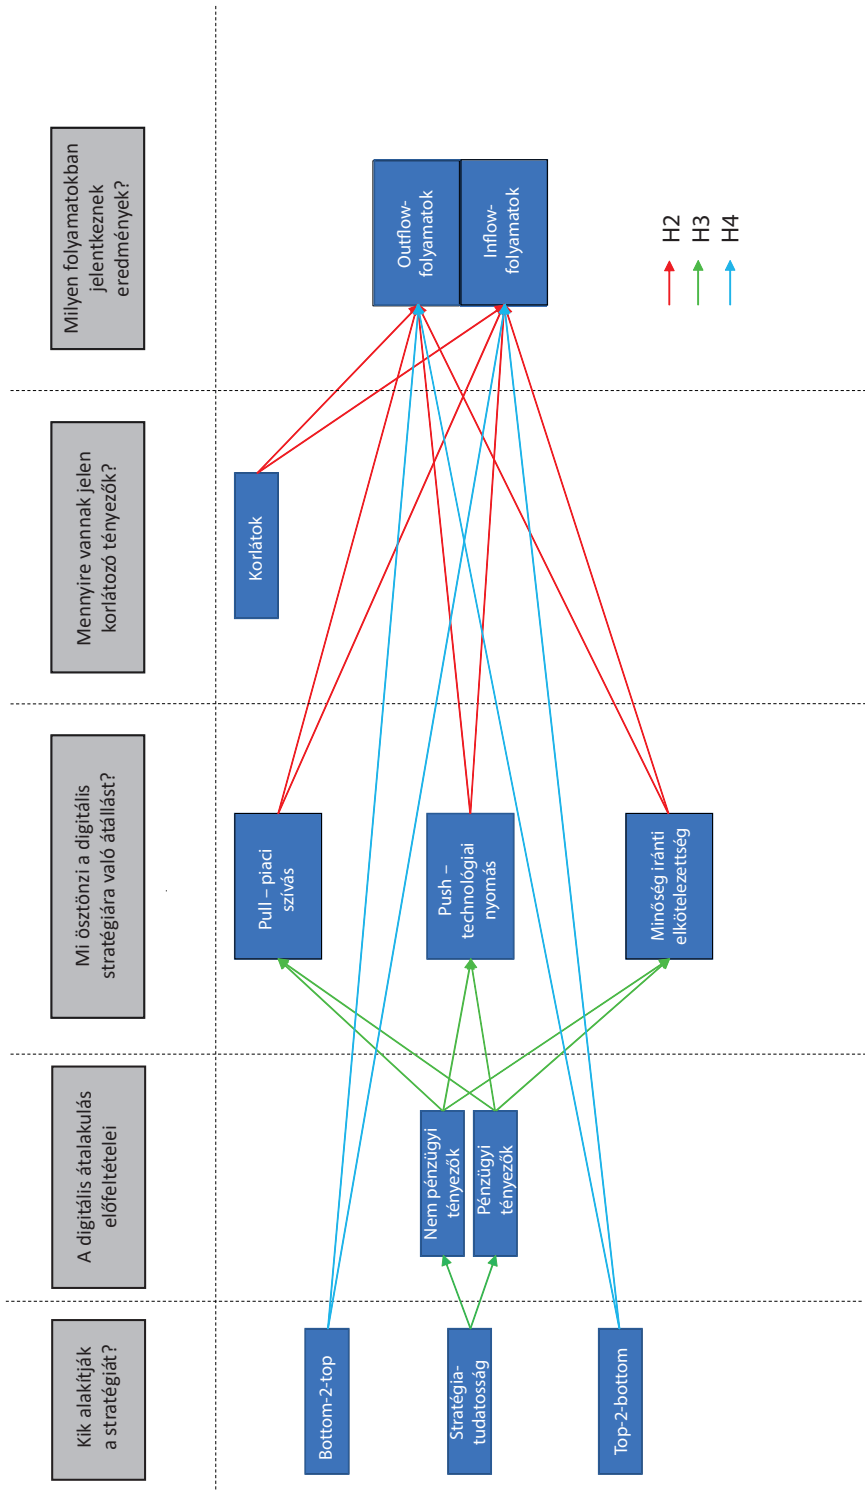 Kik alakítják
a stratégiát?
A digitális átalakulás
előfeltételei
Mi ösztönzi a digitális
stratégiára való átállást?
Mennyire vannak jelen
korlátozó tényezők?
Milyen folyamatokban
jelentkeznek
eredmények?
Bottom-2-top
Stratégia-
tudatosság
Top-2-bottom
Nem pénzügyi
tényezők
Pénzügyi
tényezők
Pull – piaci
szívás
Push –
technológiai
nyomás
Minőség iránti
elkötelezettség
Korlátok
Outflow-
folyamatok
Inflow-
folyamatok
H2
H3
H4